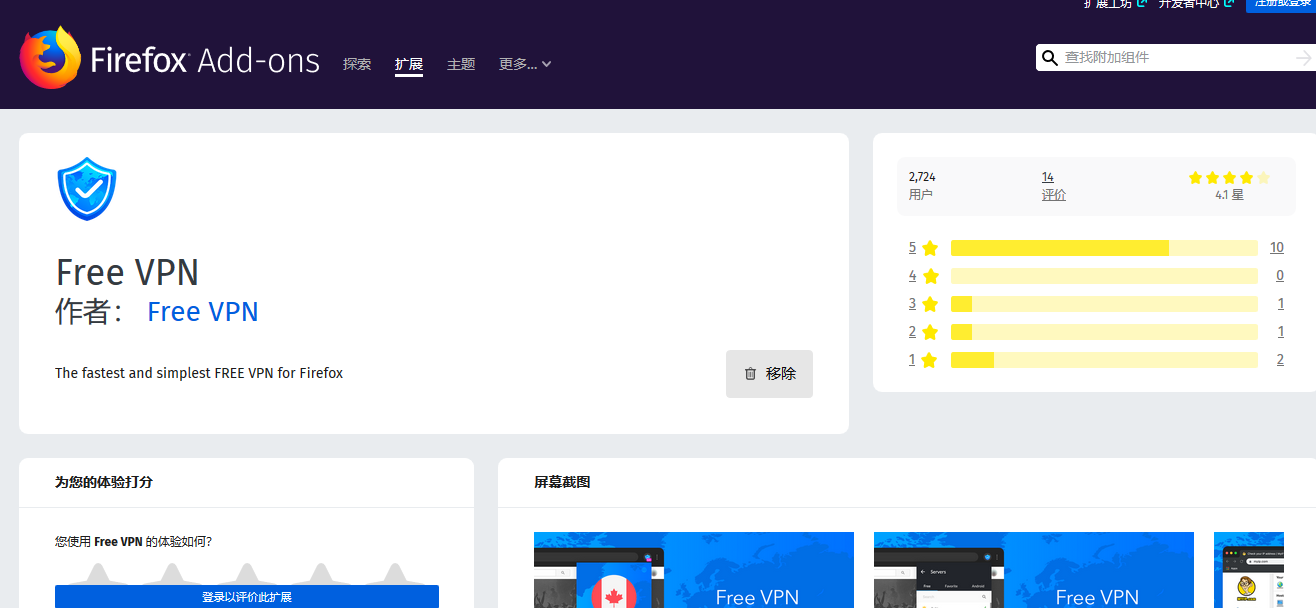 扩展工坊 开发者中心 注册或登录
Firefox Add-ons 探索 扩展 主题 更多... 查找附加组件
Free VPN
作者： Free VPN
The fastest and simplest FREE VPN for Firefox
移除
2,724 14
用户 评价 4.1 星
5 10
4 0
3 1
2 1
1 2
为您的体验打分
您使用 Free VPN 的体验如何?
登录以评价此扩展
屏幕截图
Free VPN
Servers
Free VPN